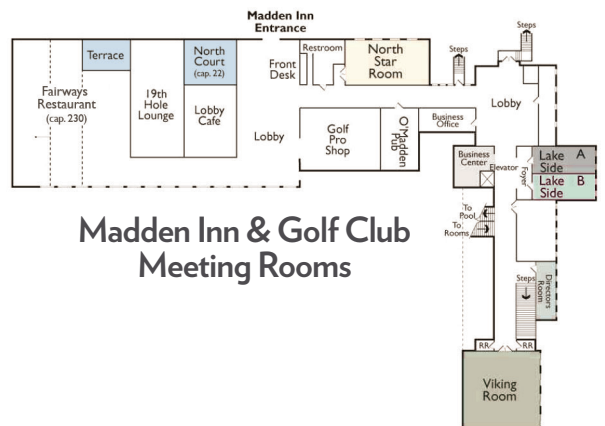 Madden Inn
Entrance
Steps
Steps
Terrace
North
Court
(cap. 22)
Restroom
North
Star
Room
Front
Desk
Fairways
Restaurant
(cap. 230)
19th
Hole
Lounge
Lobby
Cafe
Lobby
Golf
Pro
Shop
O'Madden
Pub
Business
Office
Lobby
Business
Center
Elevator
Foyer
Lake A
Side
Lake B
Side
To
Pool
To
Rooms
Madden Inn & Golf Club
Meeting Rooms
Steps
Director's
Room
RR
RR
Viking
Room